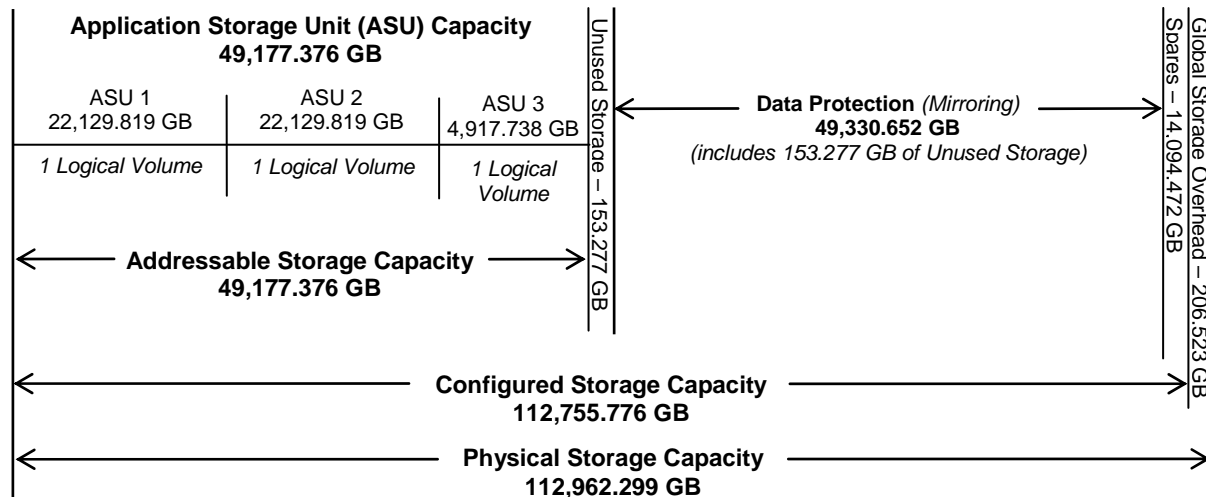 Application Storage Unit (ASU) Capacity
49,177.376 GB
ASU 1
22,129.819 GB
ASU 2
22,129.819 GB
ASU 3
4,917.738 GB
1 Logical Volume
1 Logical Volume
1 Logical
Volume
Addressable Storage Capacity
49,177.376 GB
Unused Storage – 153.277 GB
Data Protection (Mirroring)
49,330.652 GB
(includes 153.277 GB of Unused Storage)
Spares – 14.094.472 GB
Global Storage Overhead – 206.523 GB
Configured Storage Capacity
112,755.776 GB
Physical Storage Capacity
112,962.299 GB